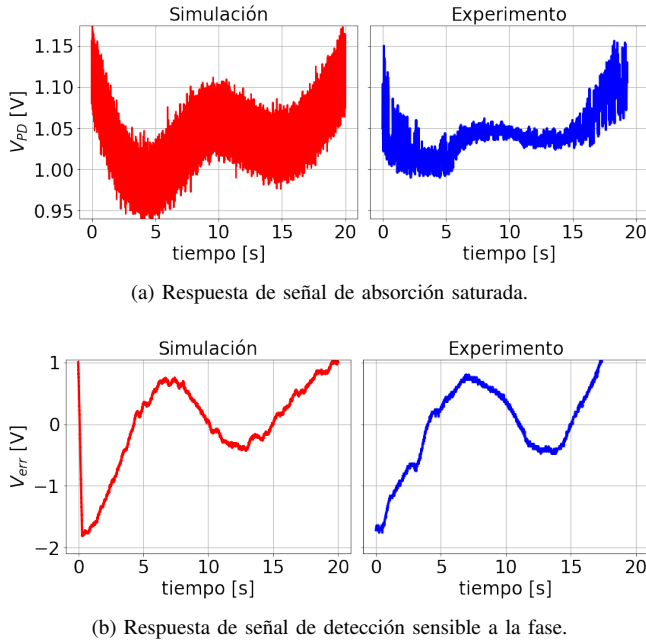 Simulación Experimento
1.15
1.10
1.05
1.00
0.95
V_PD [V]
0 5 10 15 20 0 5 10 15 20
tiempo [s] tiempo [s]
(a) Respuesta de señal de absorción saturada.
Simulación Experimento
1
0
−1
−2
V_err [V]
0 5 10 15 20 0 5 10 15 20
tiempo [s] tiempo [s]
(b) Respuesta de señal de detección sensible a la fase.